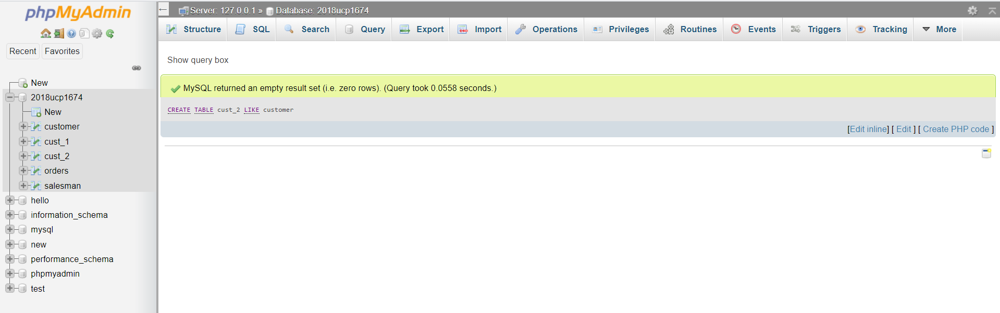 phpMyAdmin
Recent Favorites
New
2018ucp1674
New
customer
cust_1
cust_2
orders
salesman
hello
information_schema
mysql
new
performance_schema
phpmyadmin
test
Server: 127.0.0.1 » Database: 2018ucp1674
Structure SQL Search Query Export Import Operations Privileges Routines Events Triggers Tracking More
Show query box
MySQL returned an empty result set (i.e. zero rows). (Query took 0.0558 seconds.)
CREATE TABLE cust_2 LIKE customer
[Edit inline] [ Edit ] [ Create PHP code ]